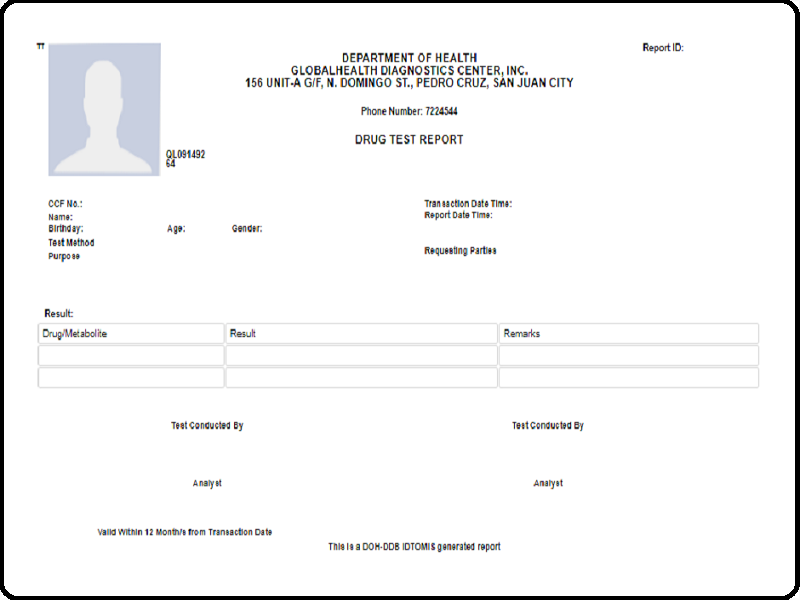 TT
Report ID:
DEPARTMENT OF HEALTH
GLOBALHEALTH DIAGNOSTICS CENTER, INC.
156 UNIT-A G/F, N. DOMINGO ST., PEDRO CRUZ, SAN JUAN CITY
Phone Number: 7224544
DRUG TEST REPORT
QL091492
64
CCF No.:
Transaction Date Time:
Name:
Report Date Time:
Birthday: Age: Gender:
Test Method
Requesting Parties
Purpose
Result:
Drug/Metabolite Result Remarks
Test Conducted By Test Conducted By
Analyst Analyst
Valid Within 12 Month/s from Transaction Date
This is a DOH-DDB IDTOMIS generated report